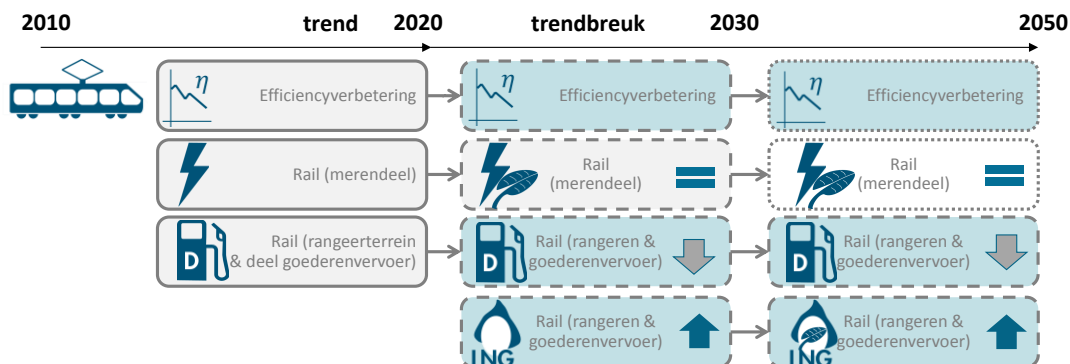 2010 trend 2020 trendbreuk 2030 2050
η Efficiencyverbetering
η Efficiencyverbetering
η Efficiencyverbetering
Rail (merendeel)
Rail
(merendeel)
Rail
(merendeel)
D
Rail (rangeerterrein
& deel goederenvervoer)
D
Rail (rangeren &
goederenvervoer)
D
Rail (rangeren &
goederenvervoer)
LNG
Rail (rangeren &
goederenvervoer)
LNG
Rail (rangeren &
goederenvervoer)